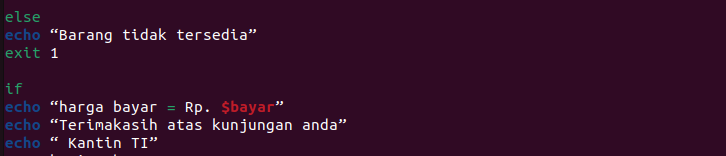 else
echo “Barang tidak tersedia”
exit 1
if
echo “harga bayar = Rp. $bayar”
echo “Terimakasih atas kunjungan anda”
echo “ Kantin TI”